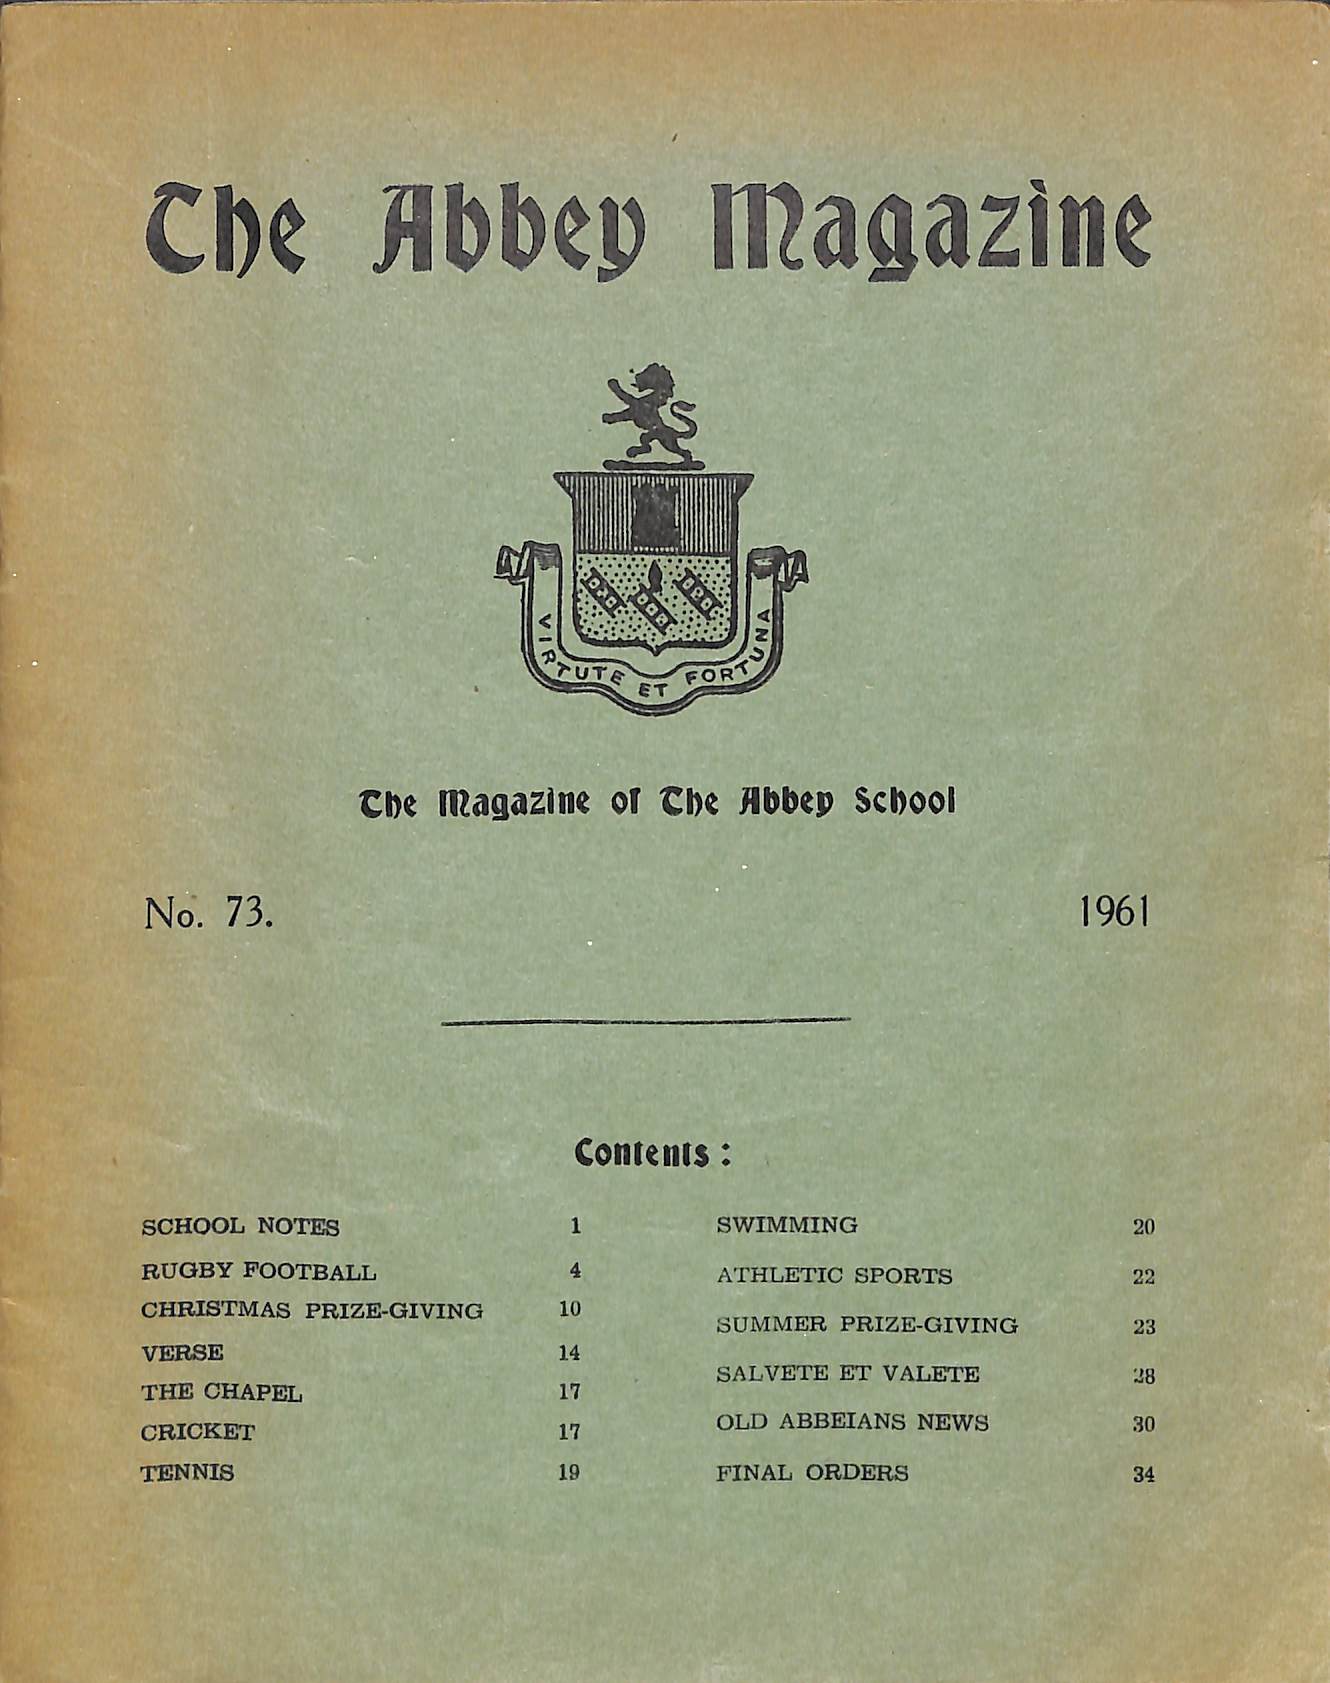 The Abbey Magazine
VIRTUTE ET FORTUNA
The Magazine of The Abbey School
No. 73. 1961
Contents :
SCHOOL NOTES 1
RUGBY FOOTBALL 4
CHRISTMAS PRIZE-GIVING 10
VERSE 14
THE CHAPEL 17
CRICKET 17
TENNIS 19
SWIMMING 20
ATHLETIC SPORTS 22
SUMMER PRIZE-GIVING 23
SALVETE ET VALETE 28
OLD ABBEIANS NEWS 30
FINAL ORDERS 34